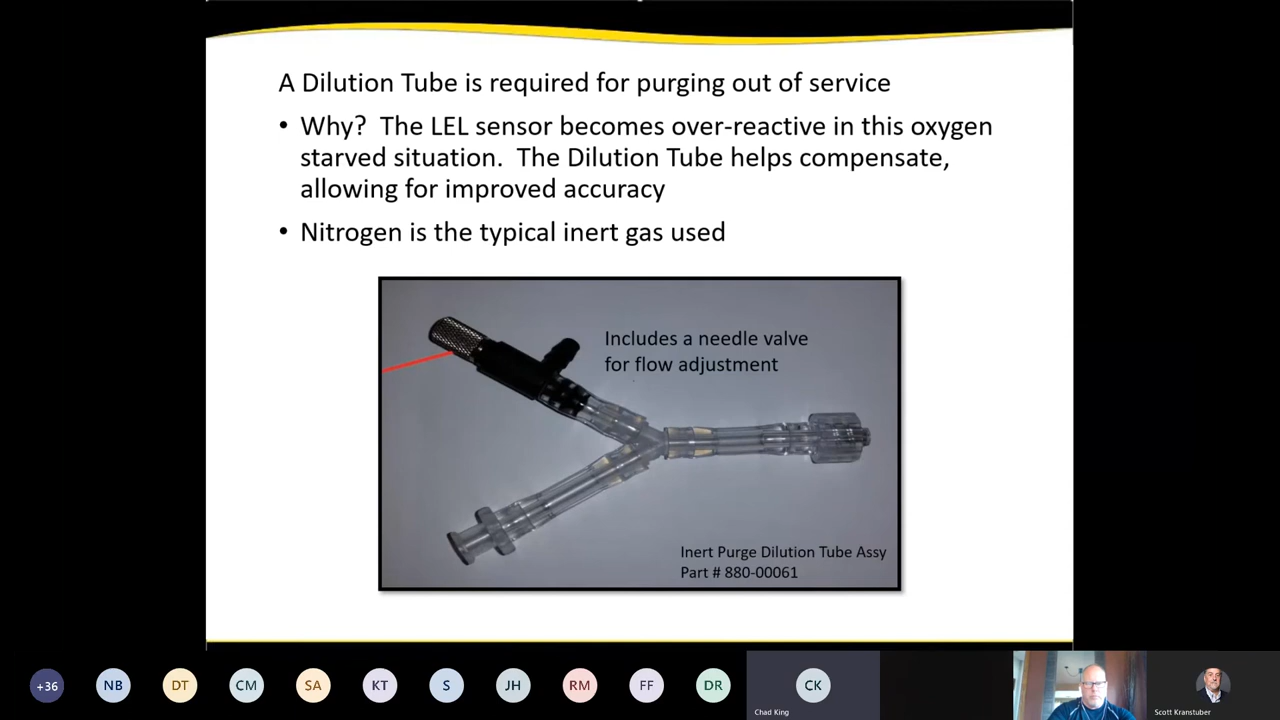 A Dilution Tube is required for purging out of service
• Why? The LEL sensor becomes over-reactive in this oxygen
starved situation. The Dilution Tube helps compensate,
allowing for improved accuracy
• Nitrogen is the typical inert gas used
Includes a needle valve
for flow adjustment
Inert Purge Dilution Tube Assy
Part # 880-00061
+36
NB
DT
CM
SA
KT
S
JH
RM
FF
DR
CK
Chad King
Scott Kranstuber